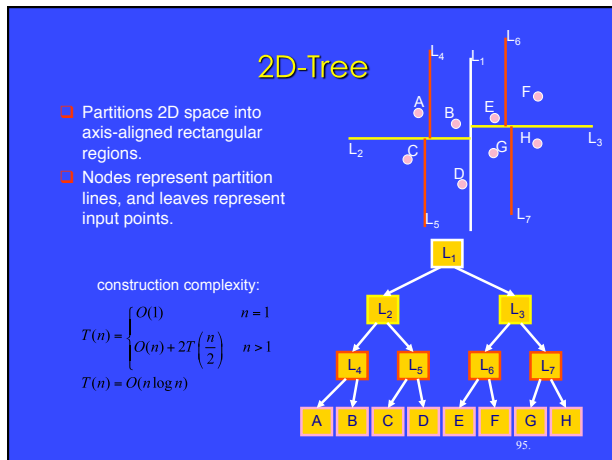 2D-Tree
Partitions 2D space into
axis-aligned rectangular
regions.
Nodes represent partition
lines, and leaves represent
input points.
construction complexity:
T(n) = { O(1) n = 1
O(n) + 2T(n/2) n > 1
T(n) = O(n log n)
L4 L1 L6
A B E F
L2 C D G H L3
L5 L7
L1
L2 L3
L4 L5 L6 L7
A B C D E F G H
95.